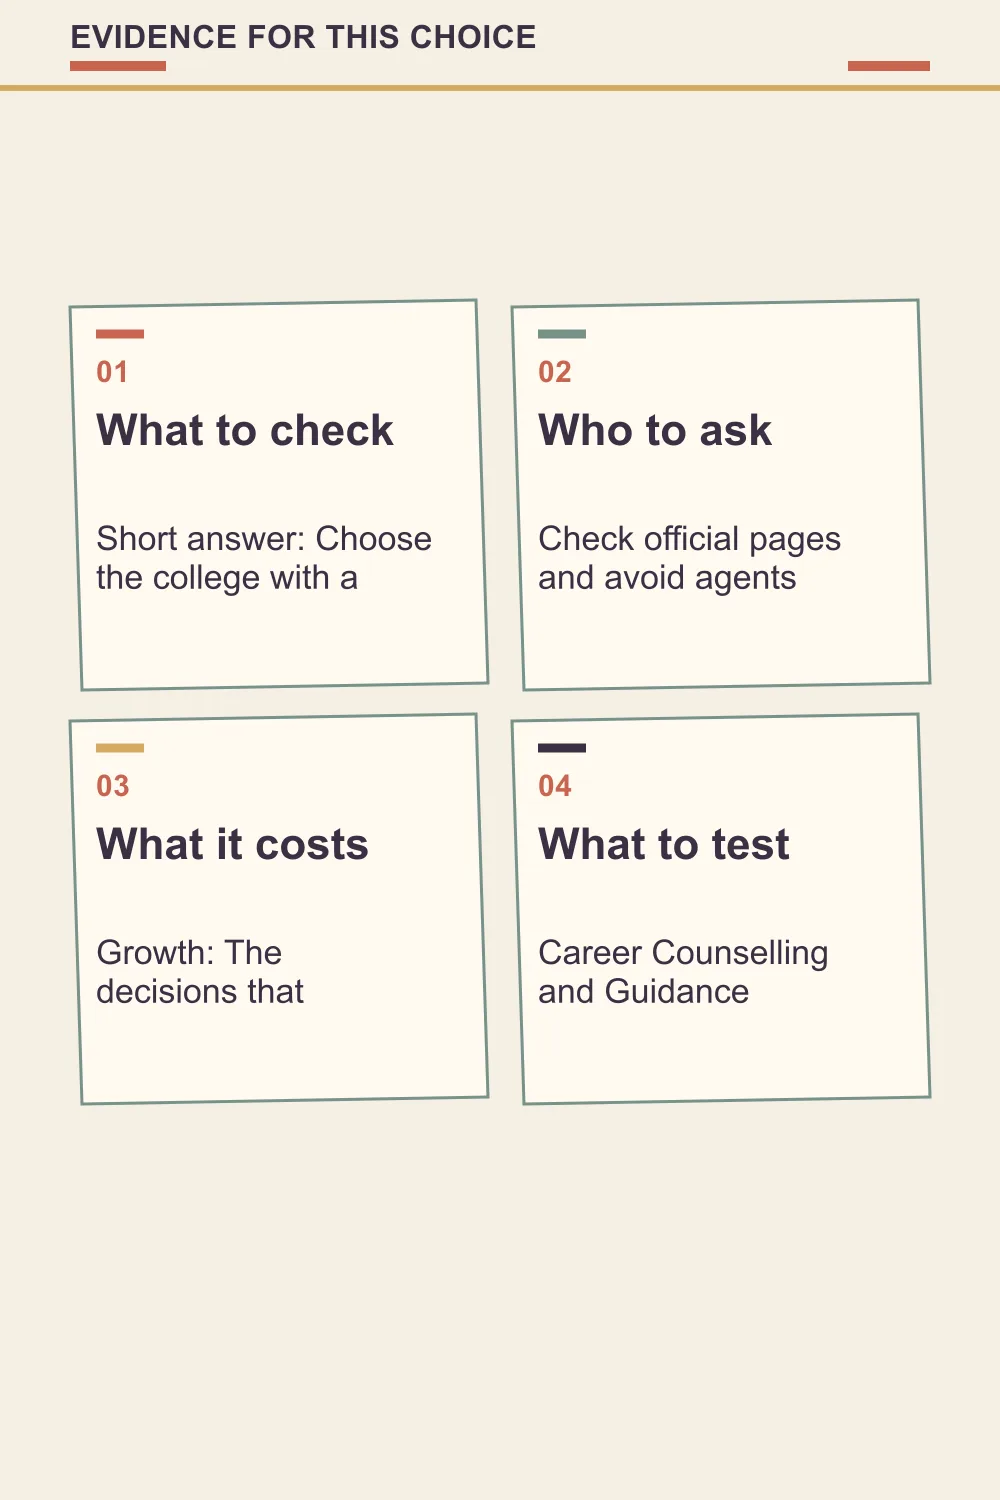 EVIDENCE FOR THIS CHOICE
01
What to check
Short answer: Choose
the college with a
02
Who to ask
Check official pages
and avoid agents
03
What it costs
Growth: The
decisions that
04
What to test
Career Counselling
and Guidance